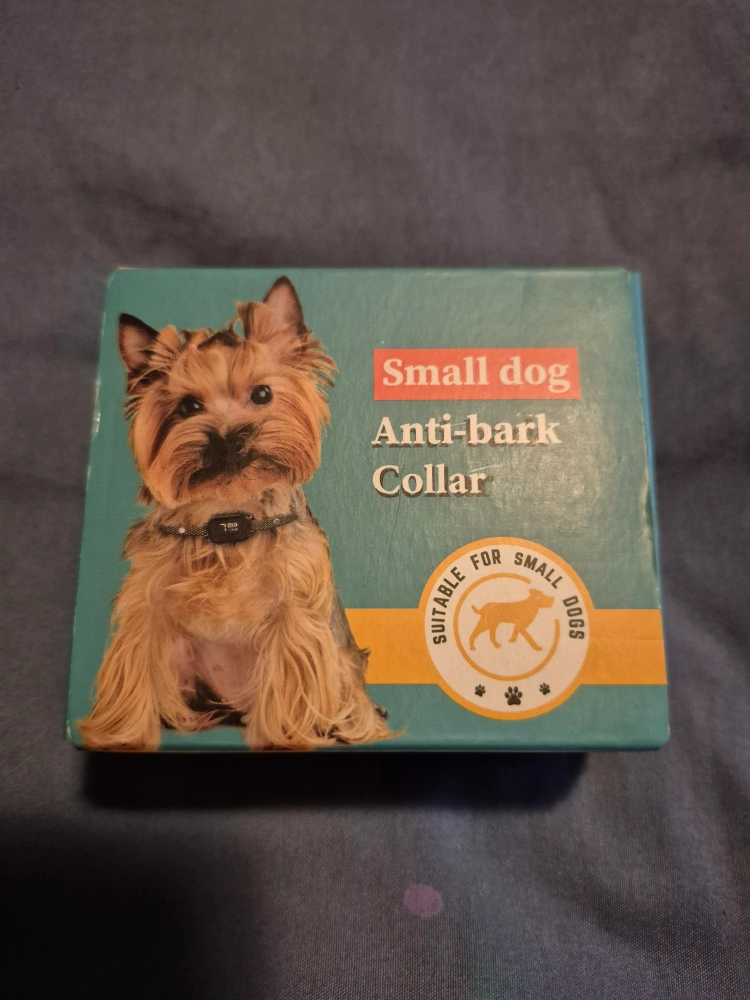 Small dog
Anti-bark
Collar
SUITABLE FOR SMALL DOGS